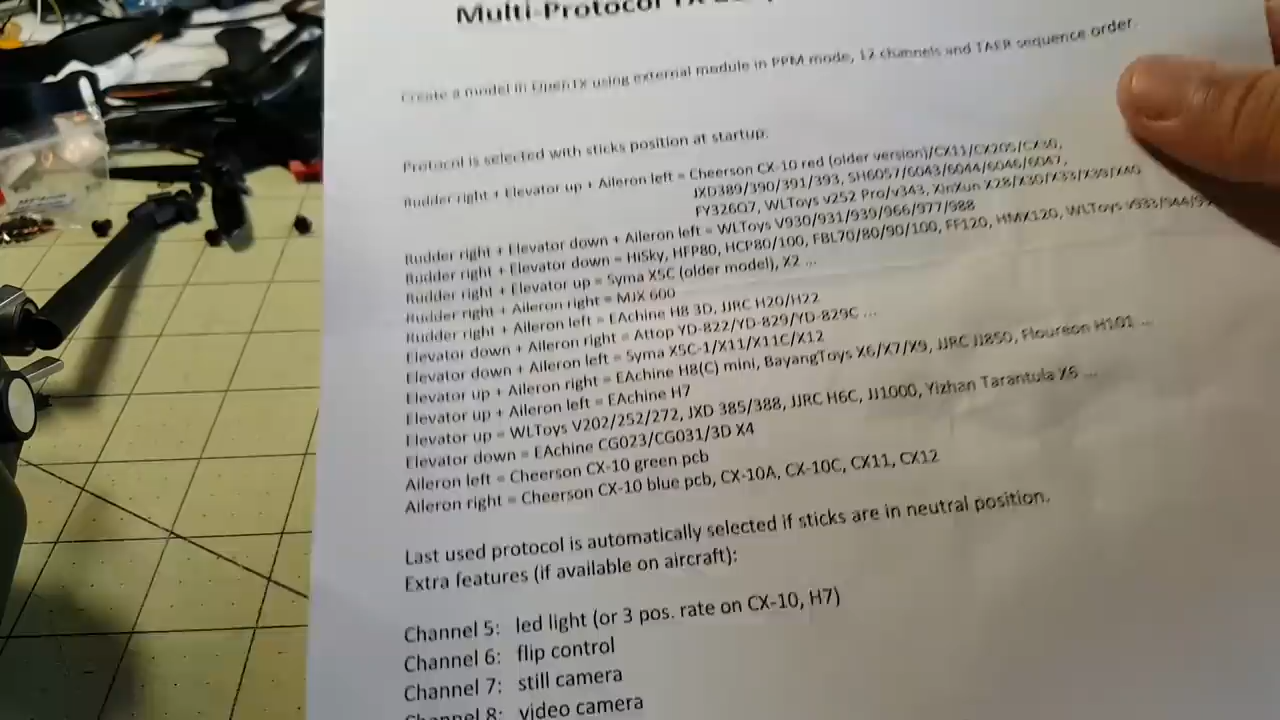 Multi-Protocol TX
Create a model in OpenTX using external module in PPM mode, 12 channels and TAER sequence order.
Protocol is selected with sticks position at startup:
Rudder right + Elevator up + Aileron left = Cheerson CX-10 red (older version)/CX11/CX205/CX30,
JXD389/390/391/393, SH6057/6043/6044/6046/6047,
FY326Q7, WLToys v252 Pro/v343, XinXun X28/X30/X33/X39/X40
Rudder right + Elevator down + Aileron left = WLToys V930/931/939/966/977/988
Rudder right + Elevator down = HiSky, HFP80, HCP80/100, FBL70/80/90/100, FF120, HMX120, WLToys v933/944/
Rudder right + Elevator up = Syma X5C (older model), X2 ...
Rudder right + Aileron right = MJX 600
Rudder right + Aileron left = EAchine H8 3D, JJRC H20/H22
Elevator down + Aileron right = Attop YD-822/YD-829/YD-829C ...
Elevator down + Aileron left = Syma X5C-1/X11/X11C/X12
Elevator up + Aileron right = EAchine H8(C) mini, BayangToys X6/X7/X9, JJRC JJ850, Floureon H101 ...
Elevator up + Aileron left = EAchine H7
Elevator up = WLToys V202/252/272, JXD 385/388, JJRC H6C, JJ1000, Yizhan Tarantula X6 ...
Elevator down = EAchine CG023/CG031/3D X4
Aileron left = Cheerson CX-10 green pcb
Aileron right = Cheerson CX-10 blue pcb, CX-10A, CX-10C, CX11, CX12
Last used protocol is automatically selected if sticks are in neutral position.
Extra features (if available on aircraft):
Channel 5: led light (or 3 pos. rate on CX-10, H7)
Channel 6: flip control
Channel 7: still camera
Channel 8: video camera